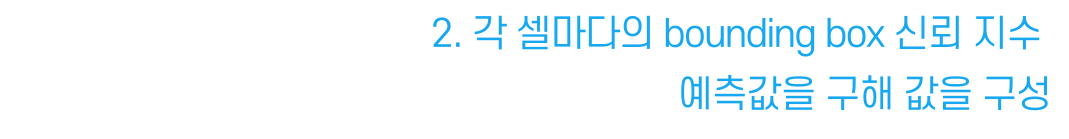 2. 각 셀마다의 bounding box 신뢰 지수
예측값을 구해 값을 구성